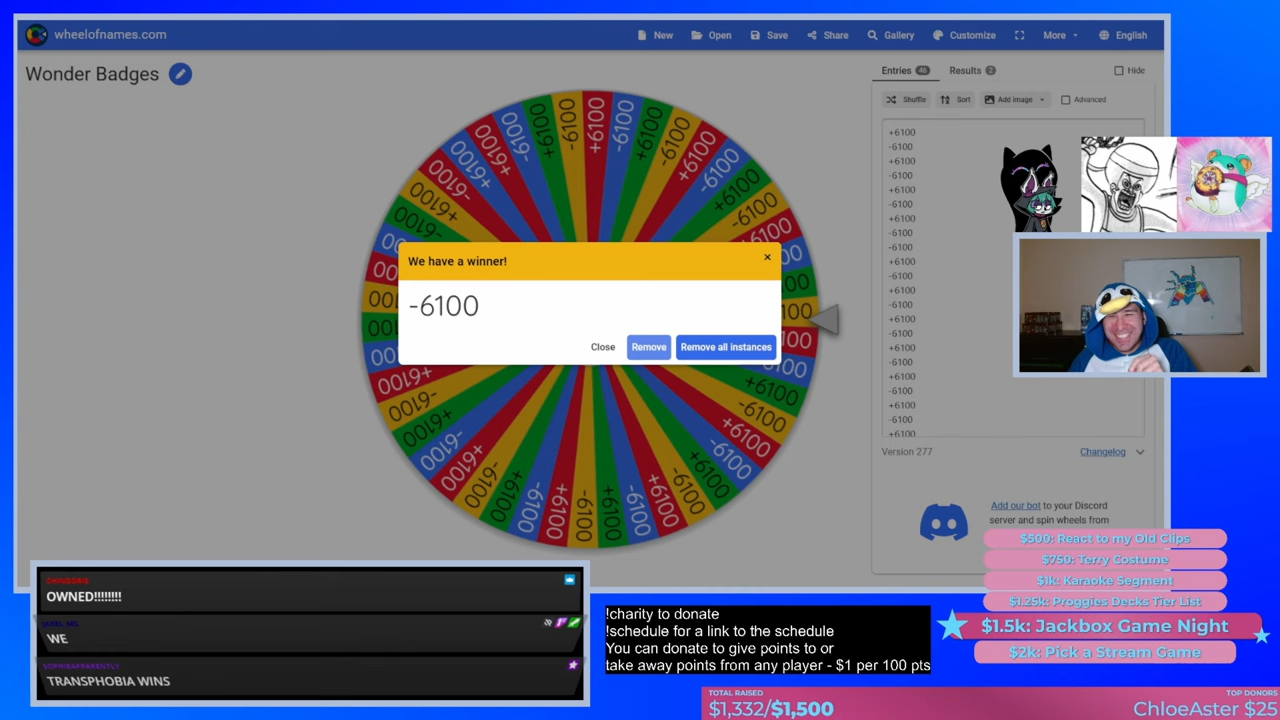 wheelofnames.com
New
Open
Save
Share
Gallery
Customize
More
English
Wonder Badges
Entries 46
Results 2
Hide
Shuffle
Sort
Add image
Advanced
+6100
-6100
+6100
-6100
+6100
-6100
+6100
-6100
-6100
+6100
-6100
+6100
-6100
+6100
-6100
+6100
-6100
+6100
-6100
+6100
-6100
+6100
We have a winner!
-6100
Close
Remove
Remove all instances
Version 277
Changelog
Add our bot to your Discord
server and spin wheels from
$500: React to my Old Clips
$750: Terry Costume
$1k: Karaoke Segment
$1.25k: Proggies Decks Tier List
$1.5k: Jackbox Game Night
$2k: Pick a Stream Game
OWNED!!!!!!!!
WE
SOPHIEAPPARENTLY
TRANSPHOBIA WINS
!charity to donate
!schedule for a link to the schedule
You can donate to give points to or
take away points from any player - $1 per 100 pts
TOTAL RAISED
$1,332/$1,500
TOP DONORS
ChloeAster $25